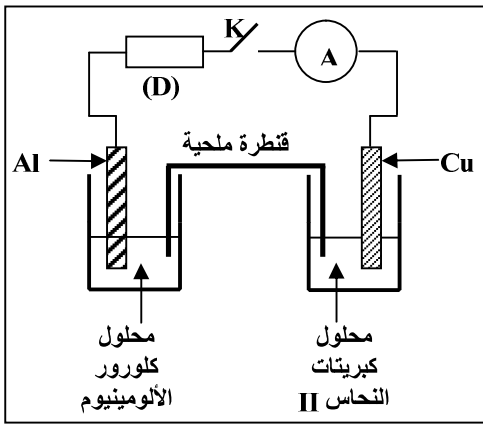 K
A
(D)
قنطرة ملحية
Al
Cu
محلول
كلورور
الألومينيوم
محلول
كبريتات
النحاس II